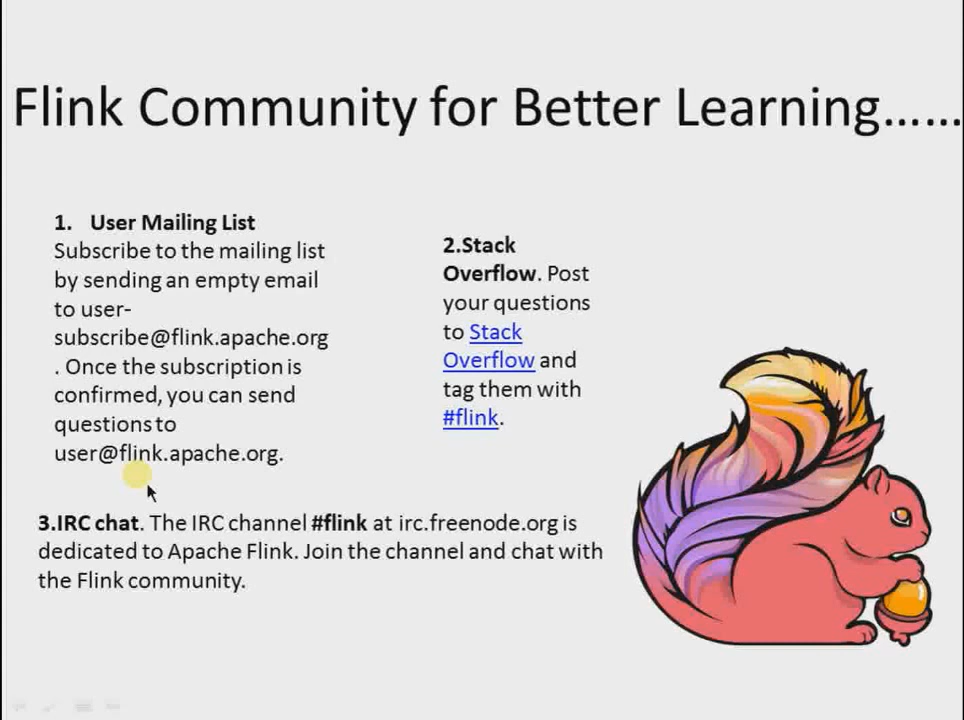 Flink Community for Better Learning......
1. User Mailing List
Subscribe to the mailing list
by sending an empty email
to user-
subscribe@flink.apache.org
. Once the subscription is
confirmed, you can send
questions to
user@flink.apache.org.
2.Stack
Overflow. Post
your questions
to Stack
Overflow and
tag them with
#flink.
3.IRC chat. The IRC channel #flink at irc.freenode.org is
dedicated to Apache Flink. Join the channel and chat with
the Flink community.